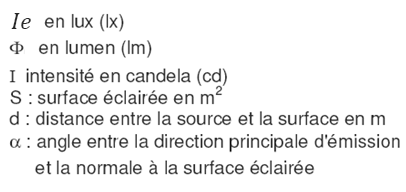 Ie en lux (lx)
Φ en lumen (lm)
I intensité en candela (cd)
S : surface éclairée en m²
d : distance entre la source et la surface en m
α : angle entre la direction principale d'émission
et la normale à la surface éclairée